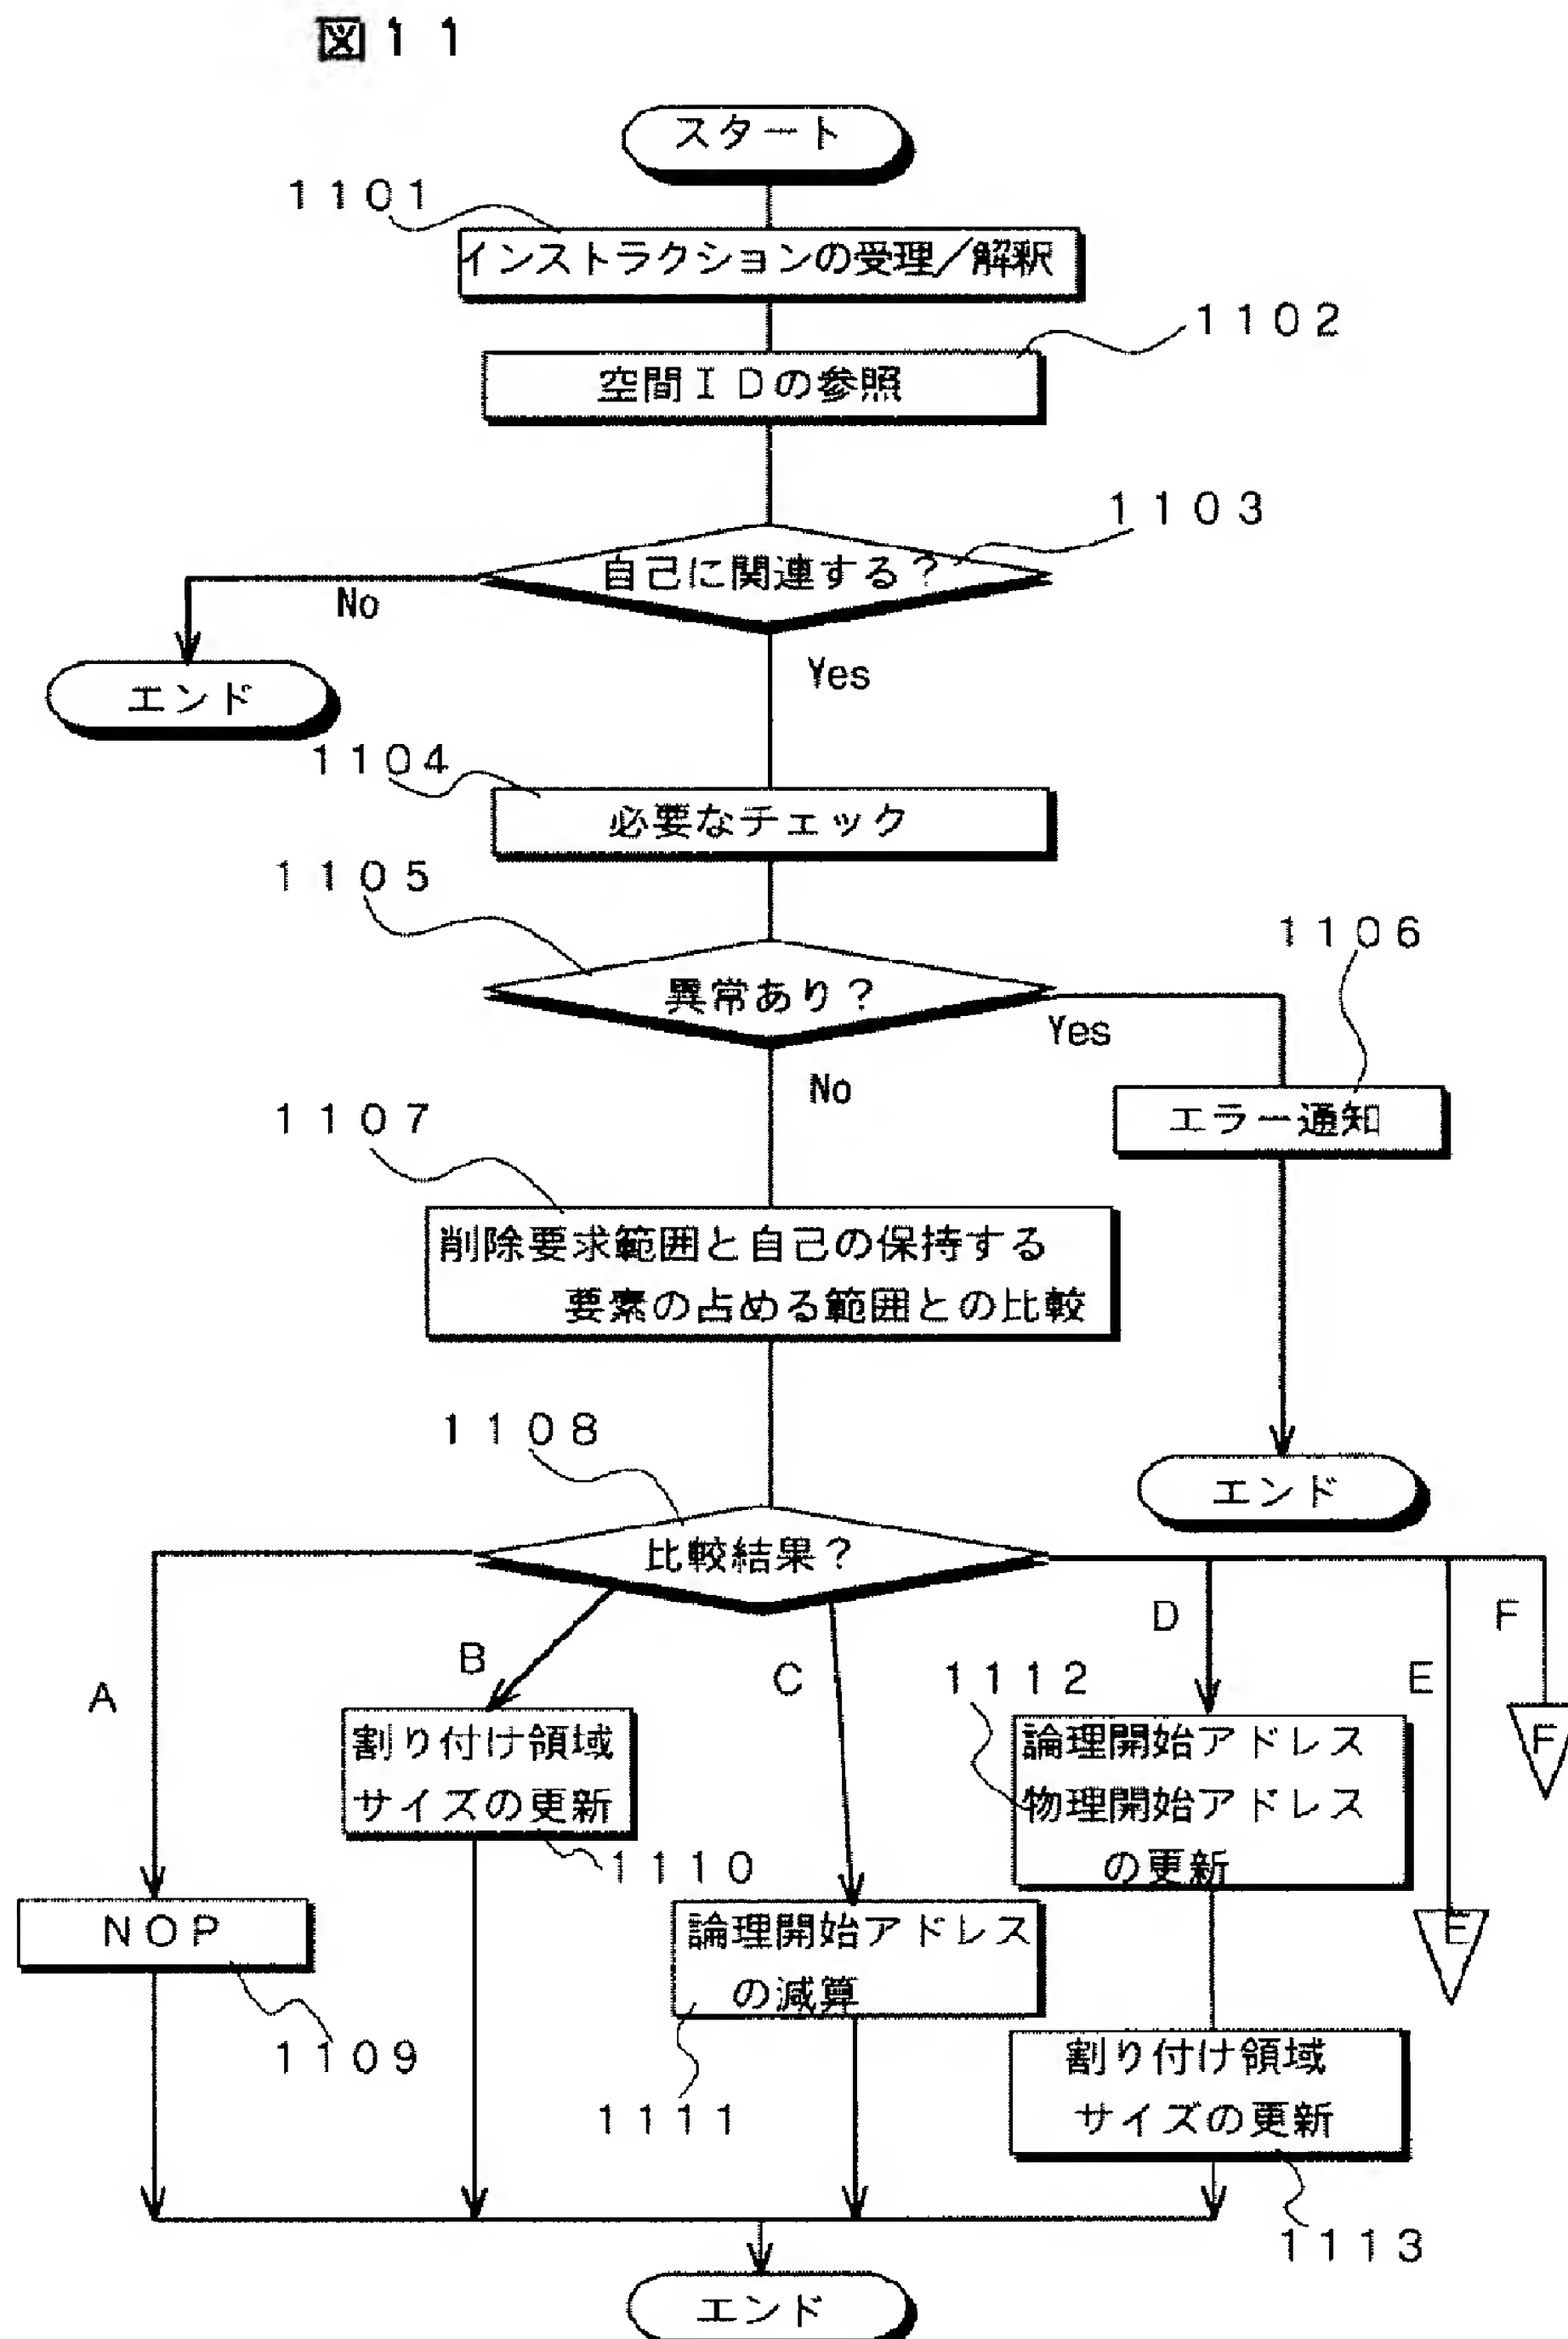 図11
スタート
1101
インストラクションの受理／解釈
1102
空間IDの参照
1103
自己に関連する？
No
Yes
エンド
1104
必要なチェック
1105
1106
異常あり？
Yes
No
エラー通知
1107
削除要求範囲と自己の保持する
要素の占める範囲との比較
1108
エンド
比較結果？
A
B
C
D
E
F
1112
割り付け領域
サイズの更新
1110
論理開始アドレス
物理開始アドレス
の更新
F
E
NOP
1109
論理開始アドレス
の減算
1111
割り付け領域
サイズの更新
1113
エンド